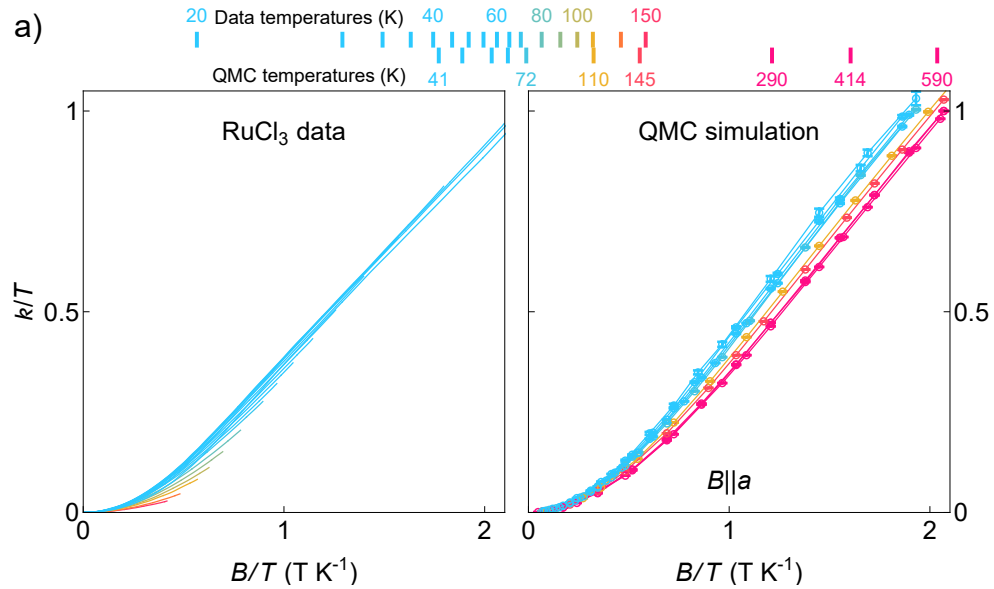 a)
Data temperatures (K)
20 40 60 80 100 150
QMC temperatures (K)
41 72 110 145 290 414 590
RuCl₃ data
QMC simulation
B||a
k/T
1
0.5
0
0 1 2
B/T (T K⁻¹)
1
0.5
0
0 1 2
B/T (T K⁻¹)